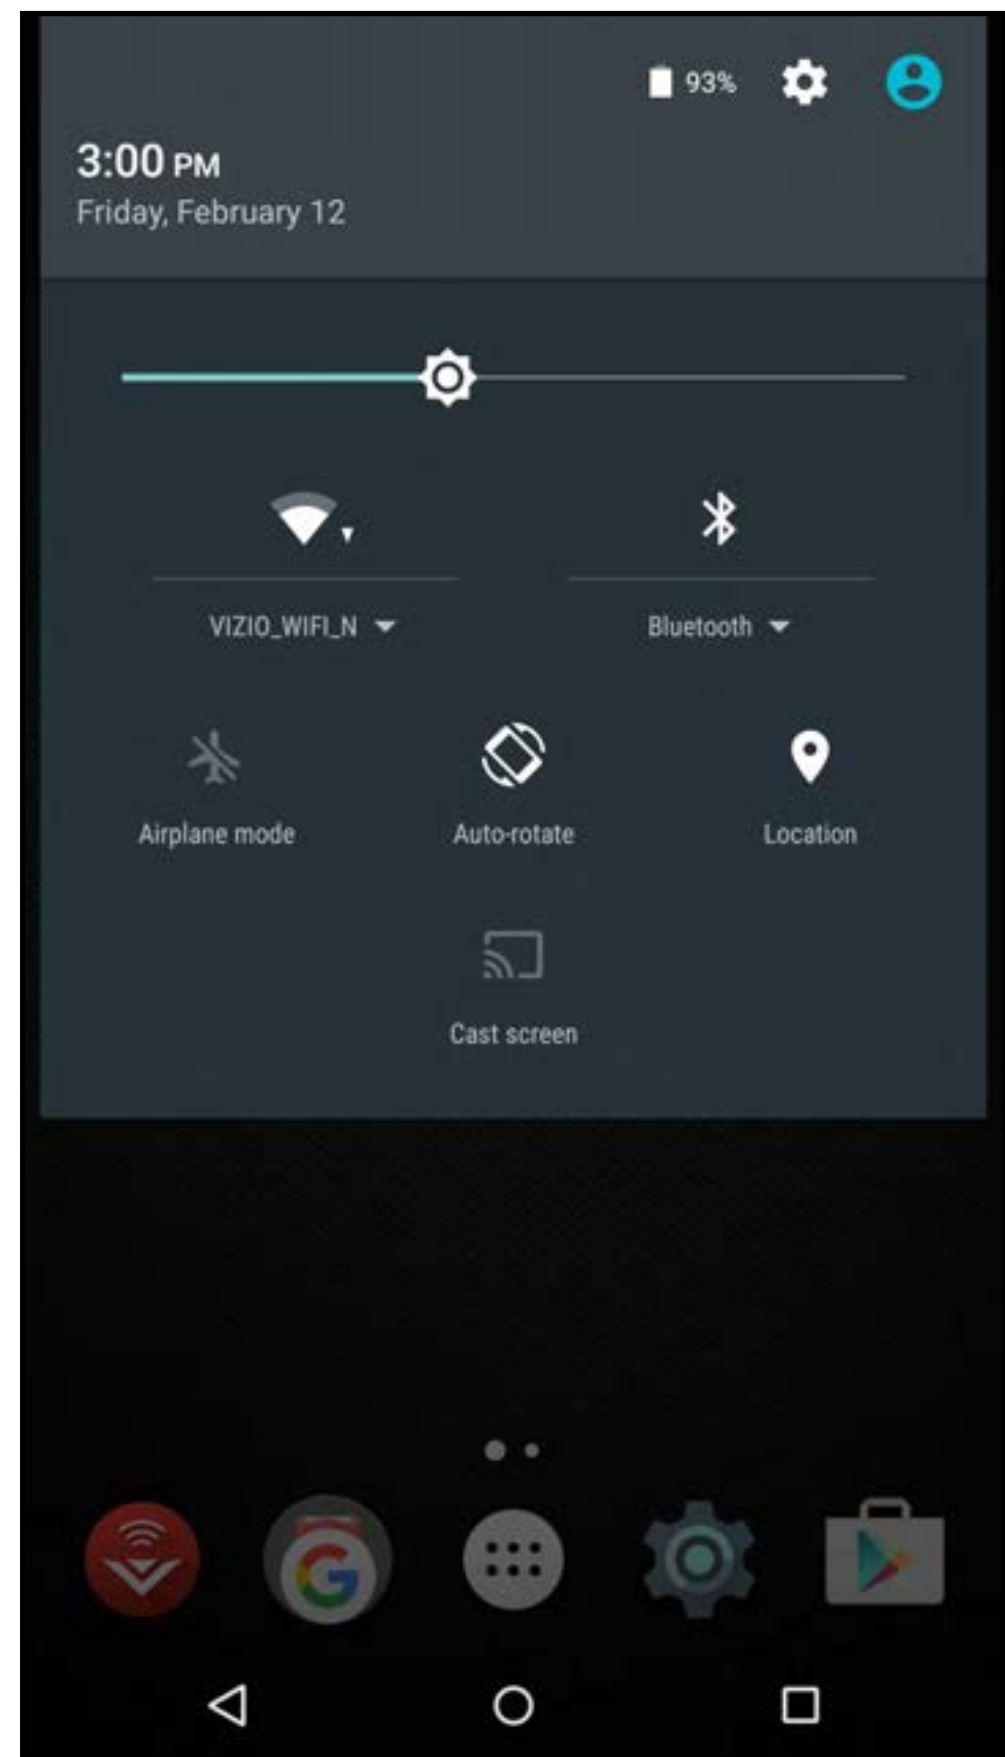 93%
3:00 PM
Friday, February 12
VIZIO_WIFI_N
Bluetooth
Airplane mode
Auto-rotate
Location
Cast screen
G